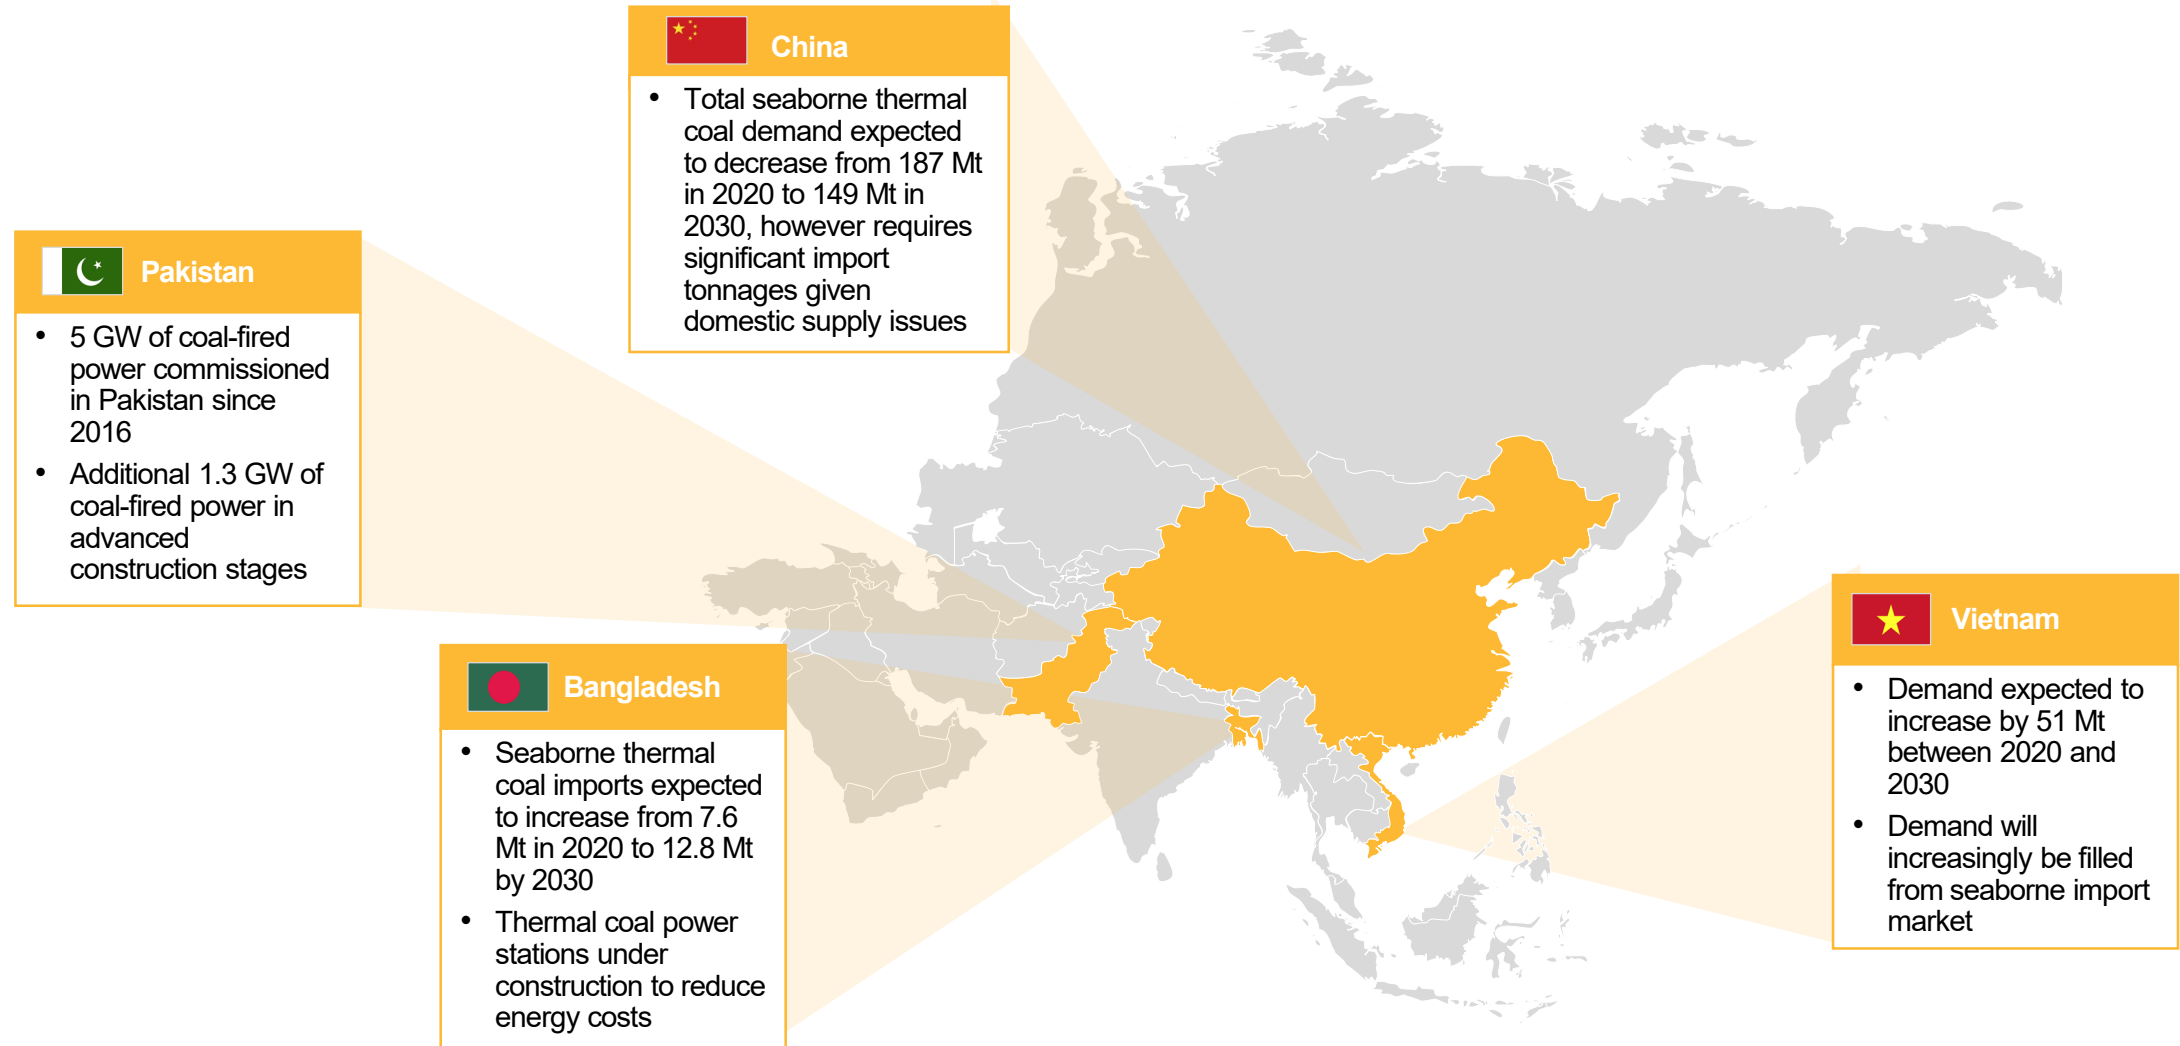 China
• Total seaborne thermal
coal demand expected
to decrease from 187 Mt
in 2020 to 149 Mt in
2030, however requires
significant import
tonnages given
domestic supply issues
Pakistan
• 5 GW of coal-fired
power commissioned
in Pakistan since
2016
• Additional 1.3 GW of
coal-fired power in
advanced
construction stages
Bangladesh
• Seaborne thermal
coal imports expected
to increase from 7.6
Mt in 2020 to 12.8 Mt
by 2030
• Thermal coal power
stations under
construction to reduce
energy costs
Vietnam
• Demand expected to
increase by 51 Mt
between 2020 and
2030
• Demand will
increasingly be filled
from seaborne import
market